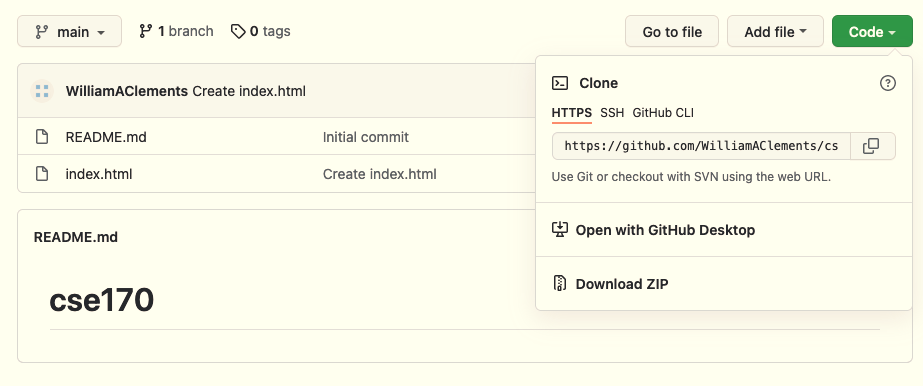 main
1 branch
0 tags
Go to file
Add file
Code
WilliamAClements Create index.html
README.md Initial commit
index.html Create index.html
README.md
cse170
Clone
HTTPS SSH GitHub CLI
https://github.com/WilliamAClements/cs
Use Git or checkout with SVN using the web URL.
Open with GitHub Desktop
Download ZIP